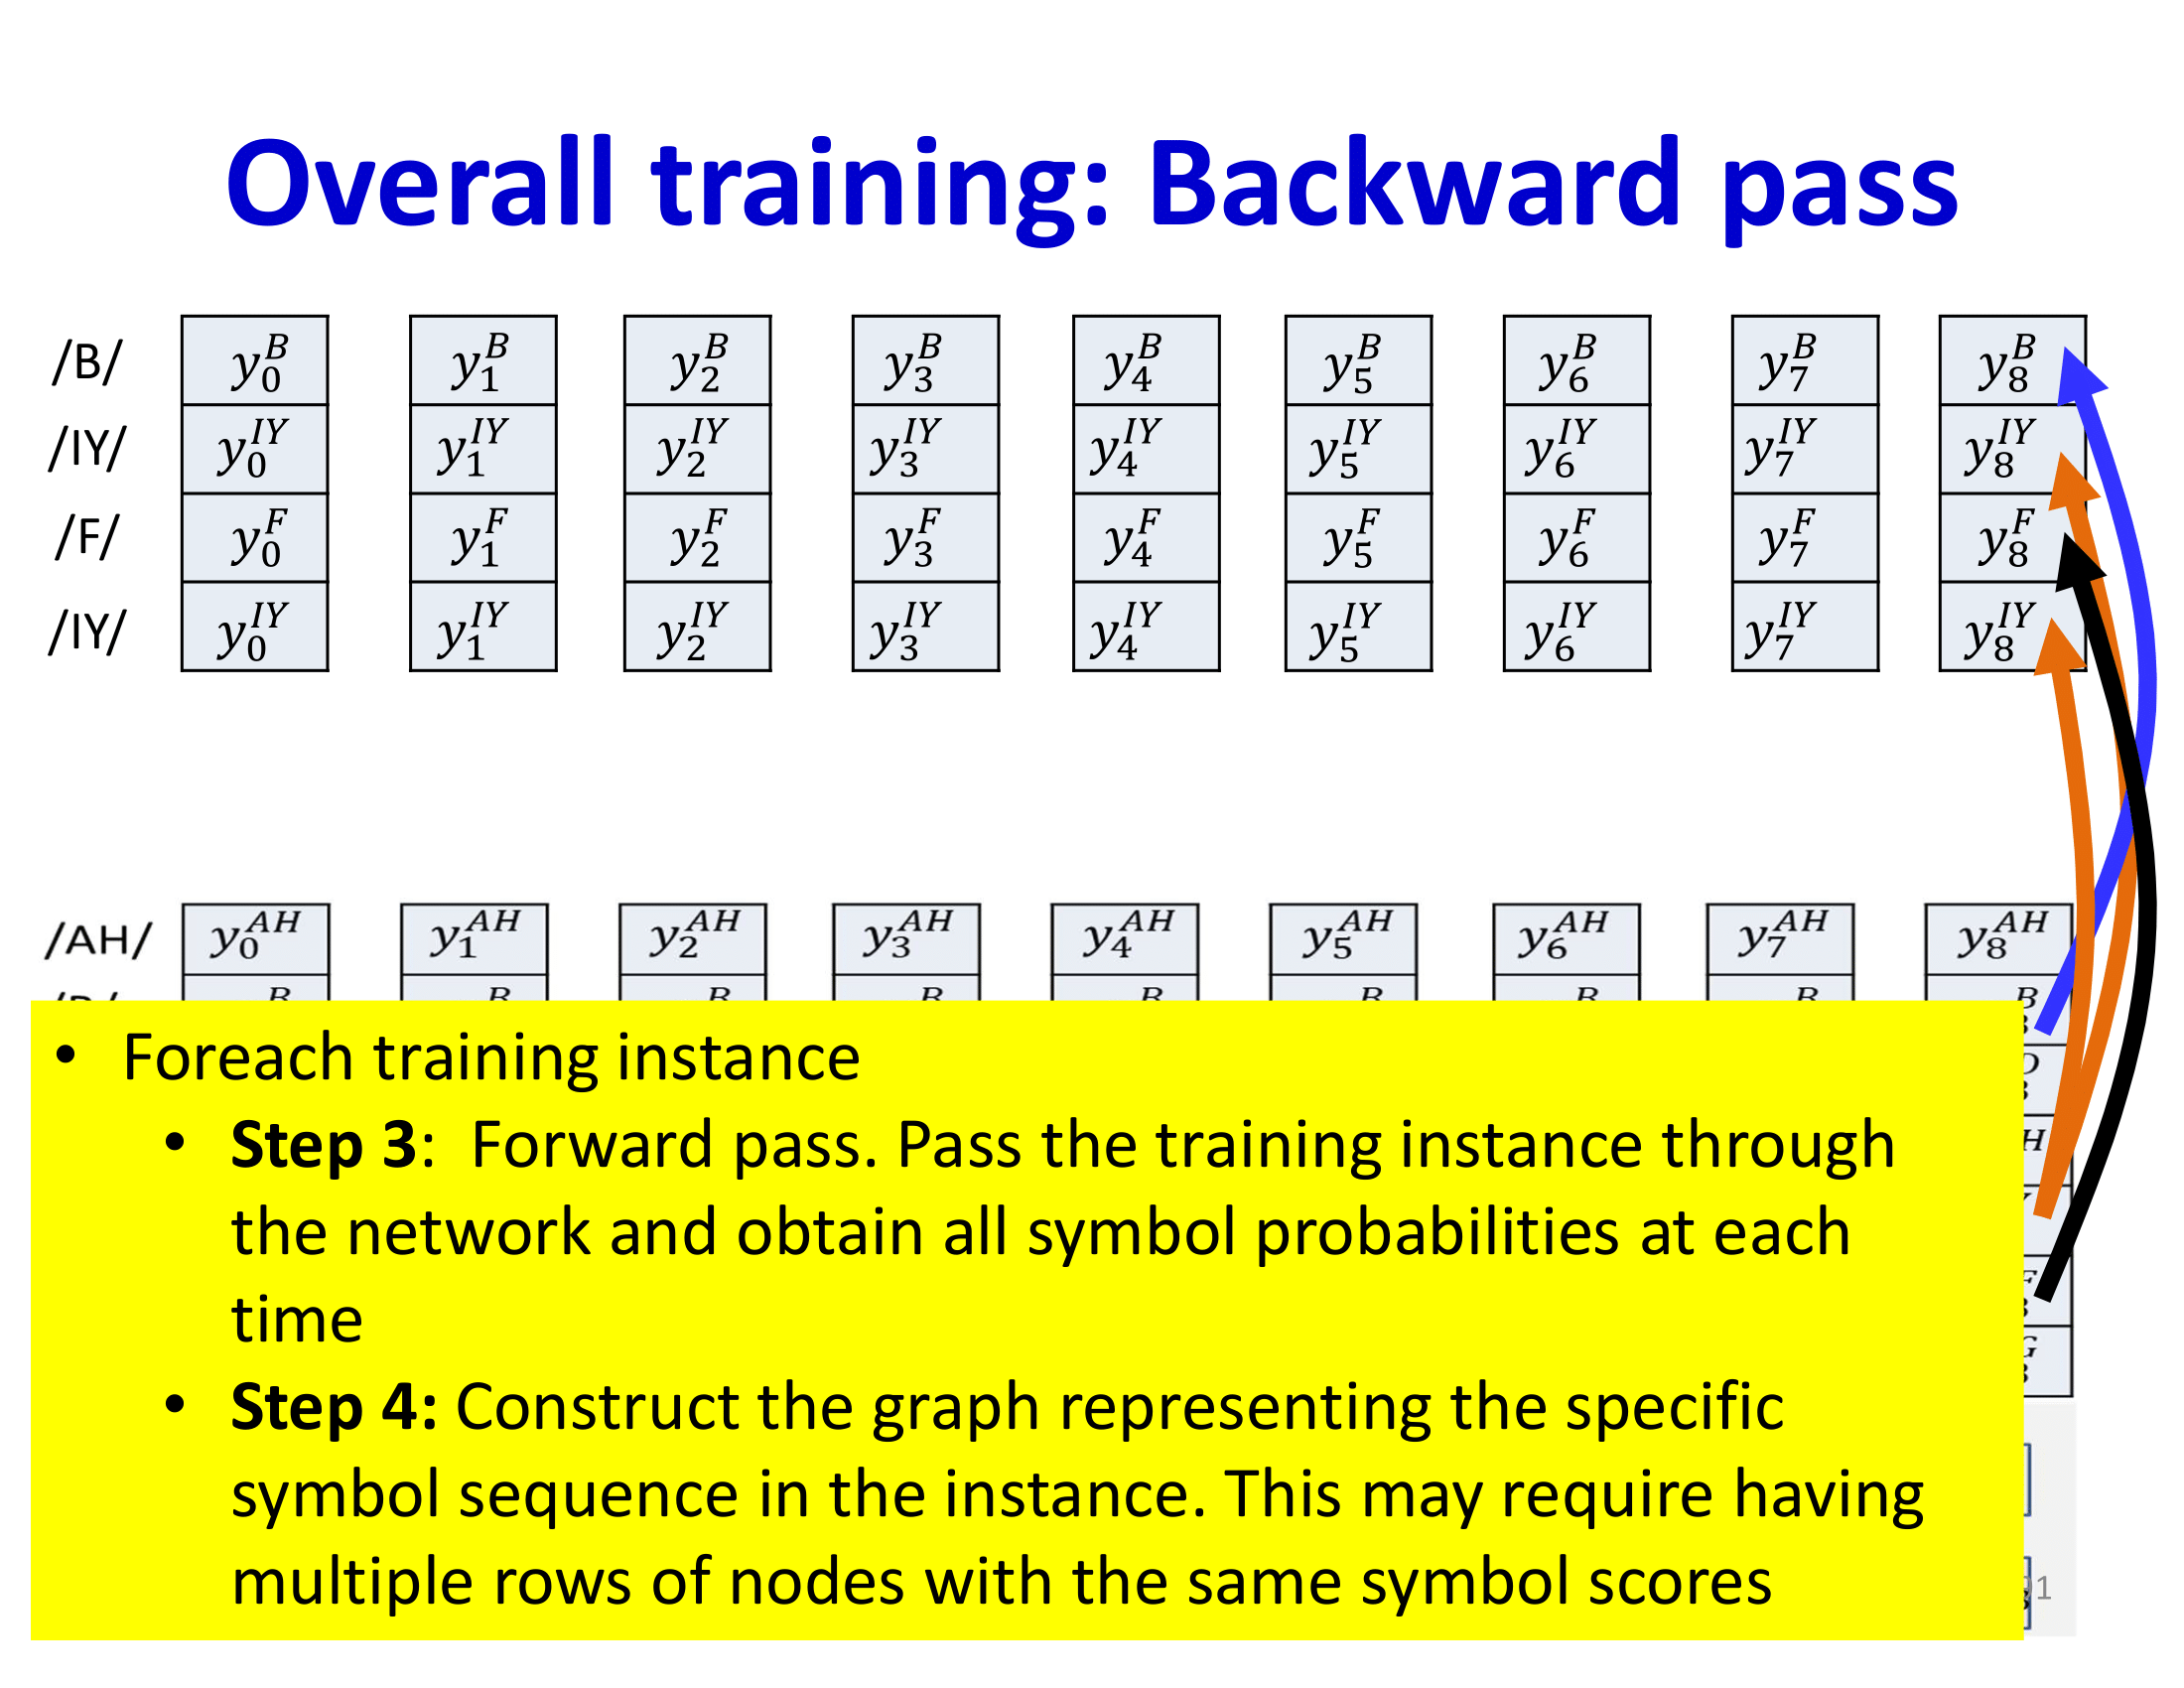 Overall training: Backward pass
/B/ y_0^B y_1^B y_2^B y_3^B y_4^B y_5^B y_6^B y_7^B y_8^B
/IY/ y_0^{IY} y_1^{IY} y_2^{IY} y_3^{IY} y_4^{IY} y_5^{IY} y_6^{IY} y_7^{IY} y_8^{IY}
/F/ y_0^F y_1^F y_2^F y_3^F y_4^F y_5^F y_6^F y_7^F y_8^F
/IY/ y_0^{IY} y_1^{IY} y_2^{IY} y_3^{IY} y_4^{IY} y_5^{IY} y_6^{IY} y_7^{IY} y_8^{IY}
/AH/ y_0^{AH} y_1^{AH} y_2^{AH} y_3^{AH} y_4^{AH} y_5^{AH} y_6^{AH} y_7^{AH} y_8^{AH}
B B B B B B B B B
• Foreach training instance
• Step 3: Forward pass. Pass the training instance through
the network and obtain all symbol probabilities at each
time
• Step 4: Construct the graph representing the specific
symbol sequence in the instance. This may require having
multiple rows of nodes with the same symbol scores